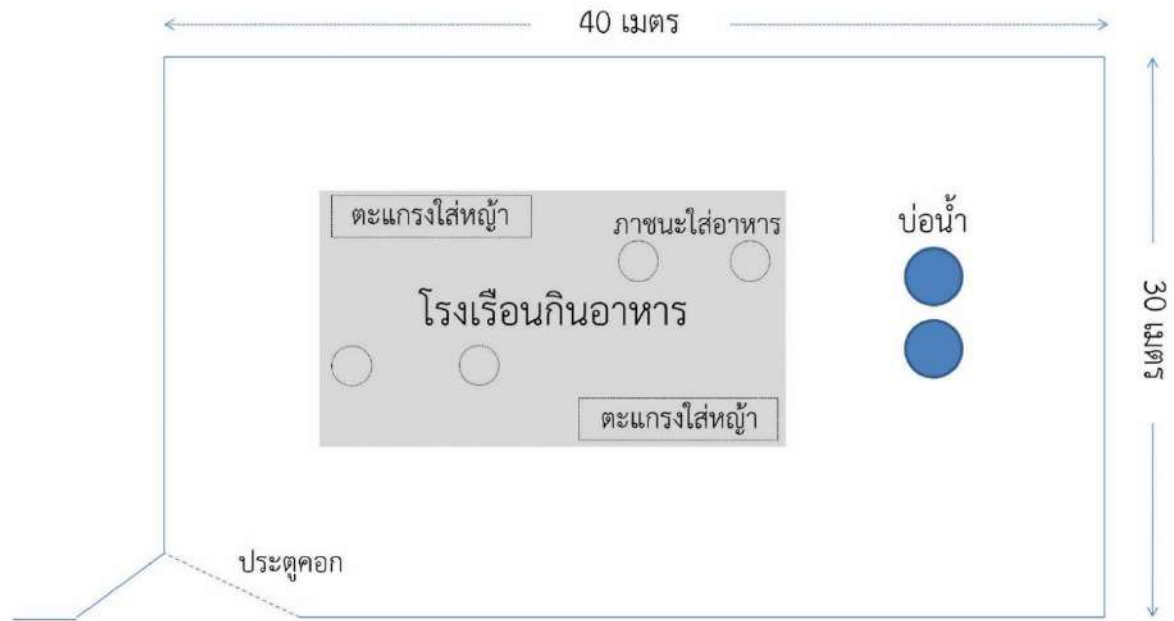 40 เมตร
ตะแกรงใส่หญ้า
ภาชนะใส่อาหาร
บ่อน้ำ
โรงเรือนกินอาหาร
30 เมตร
ตะแกรงใส่หญ้า
ประตูคอก